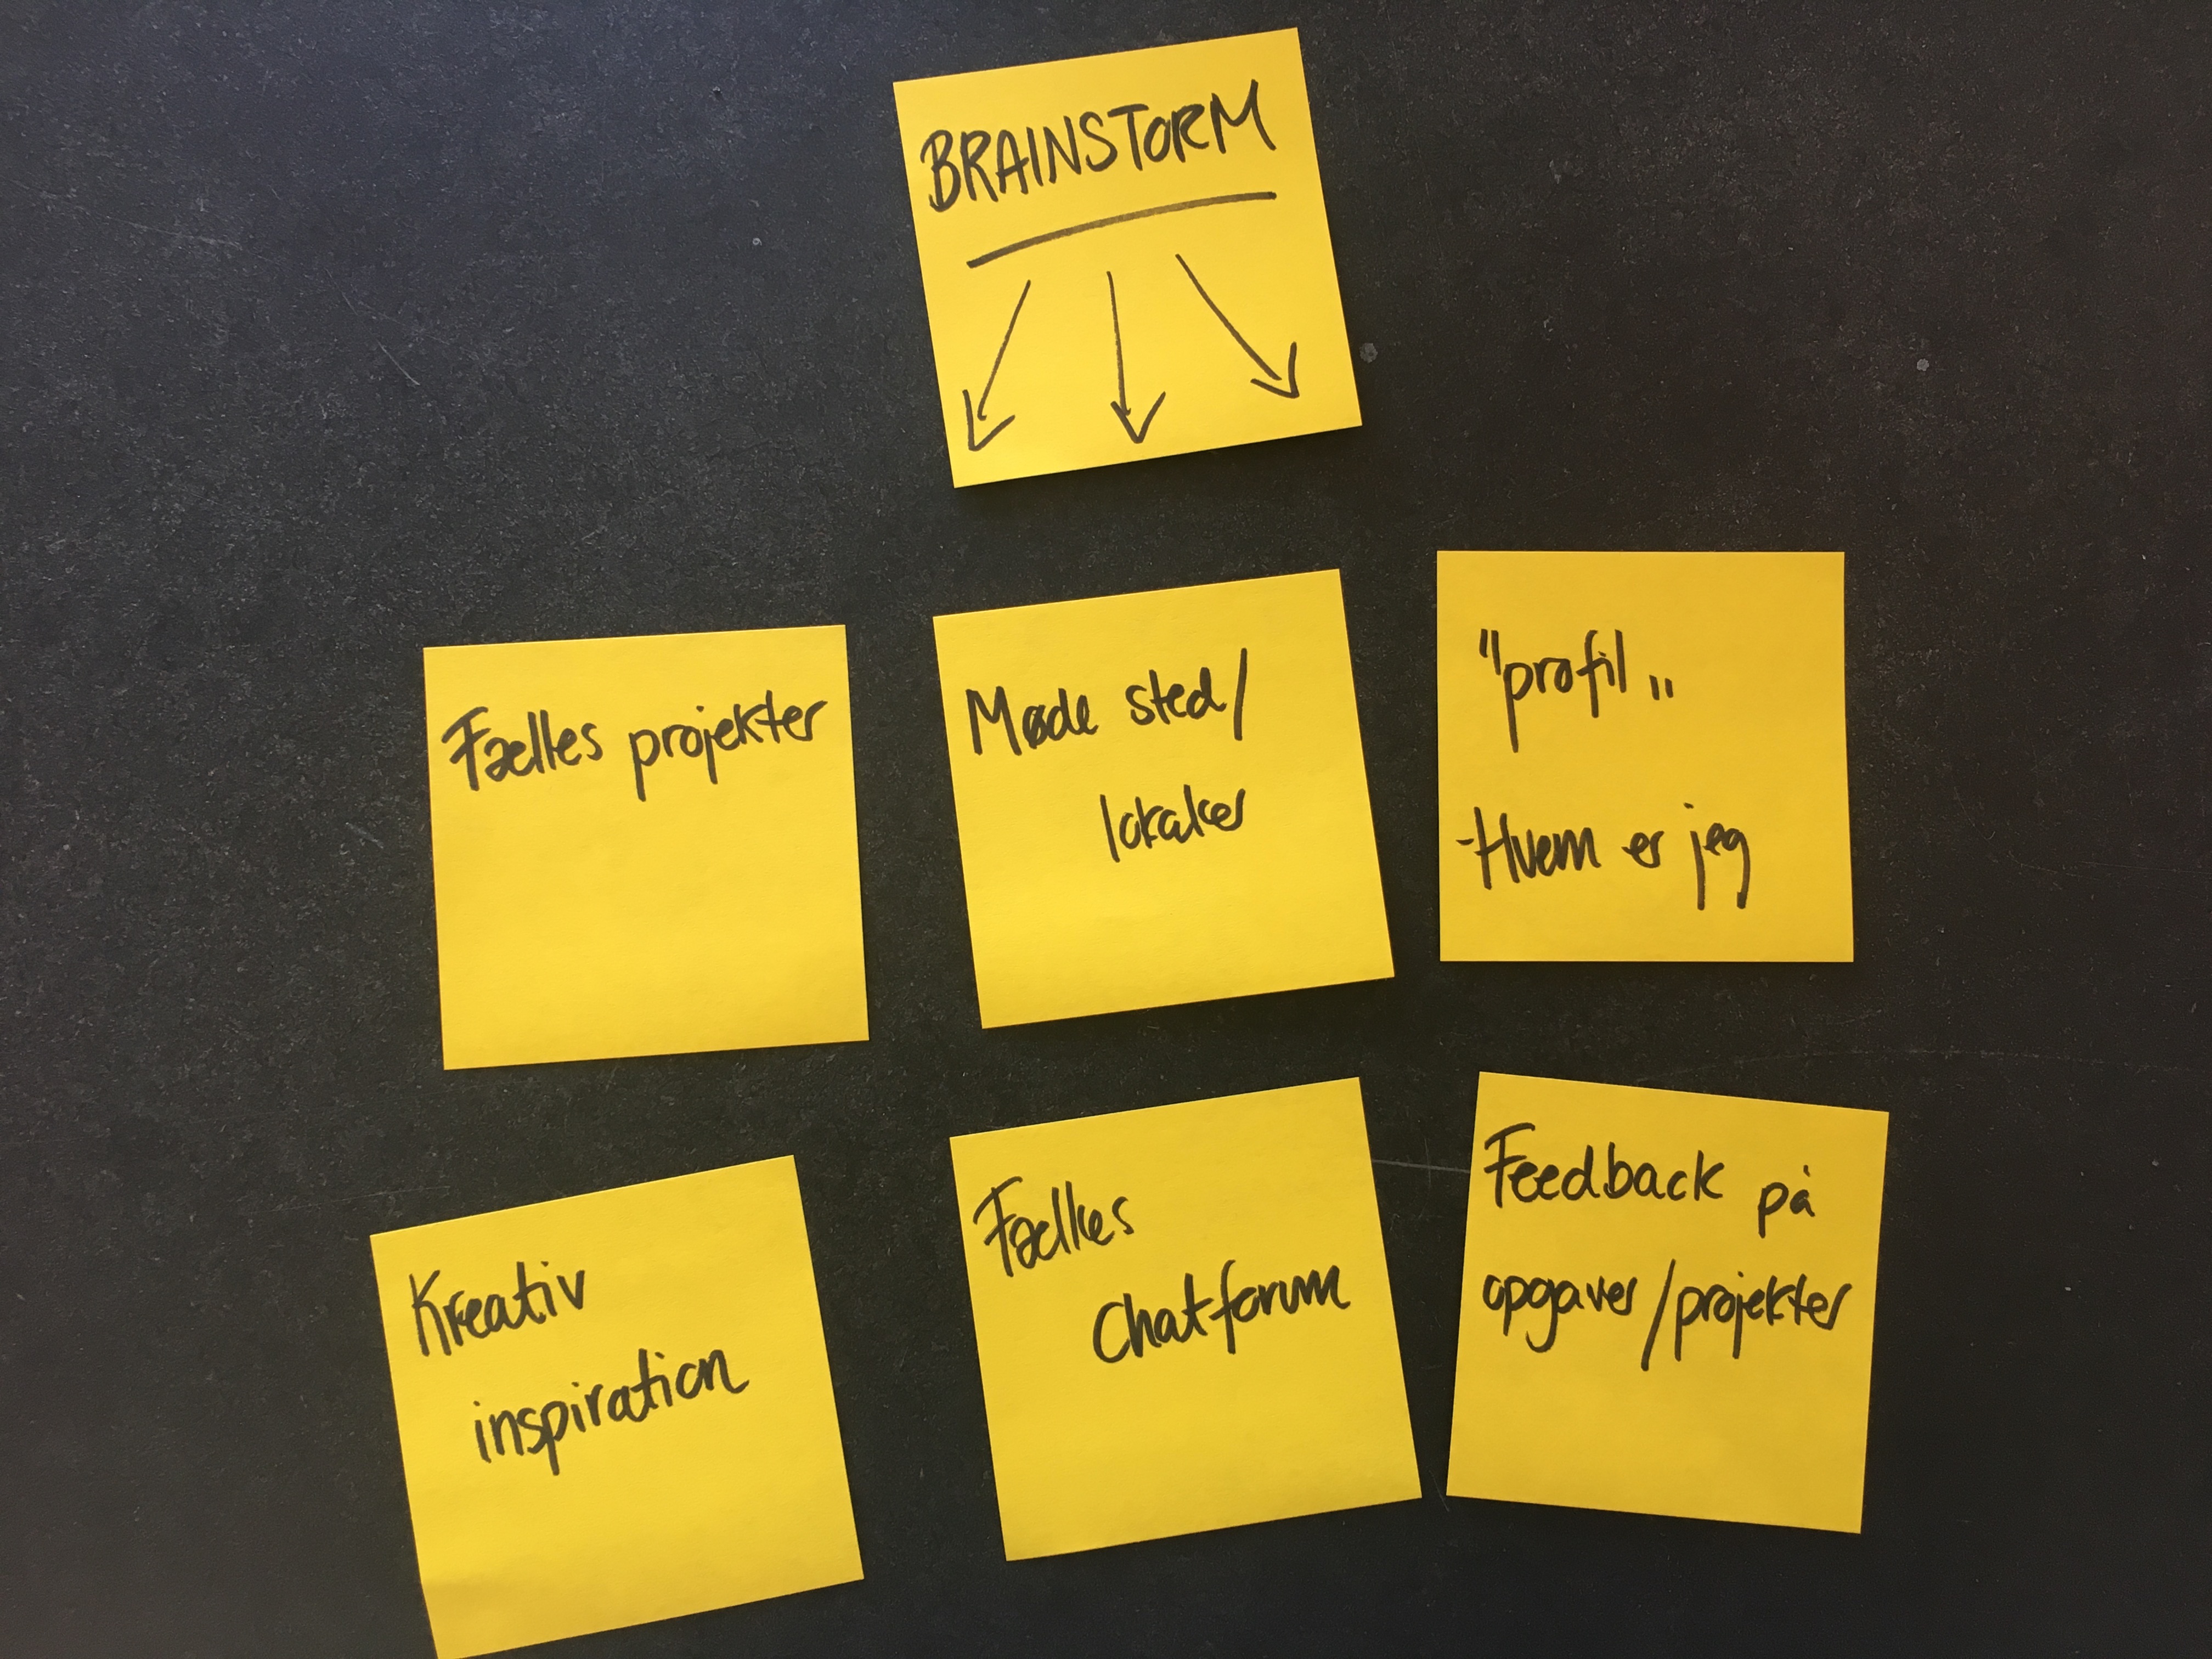 BRAINSTORM
Fælles projekter
Møde sted/
lokaler
"profil"
-Hvem er jeg
Kreativ
inspiration
Fælles
Chatforum
Feedback på
opgaver/projekter